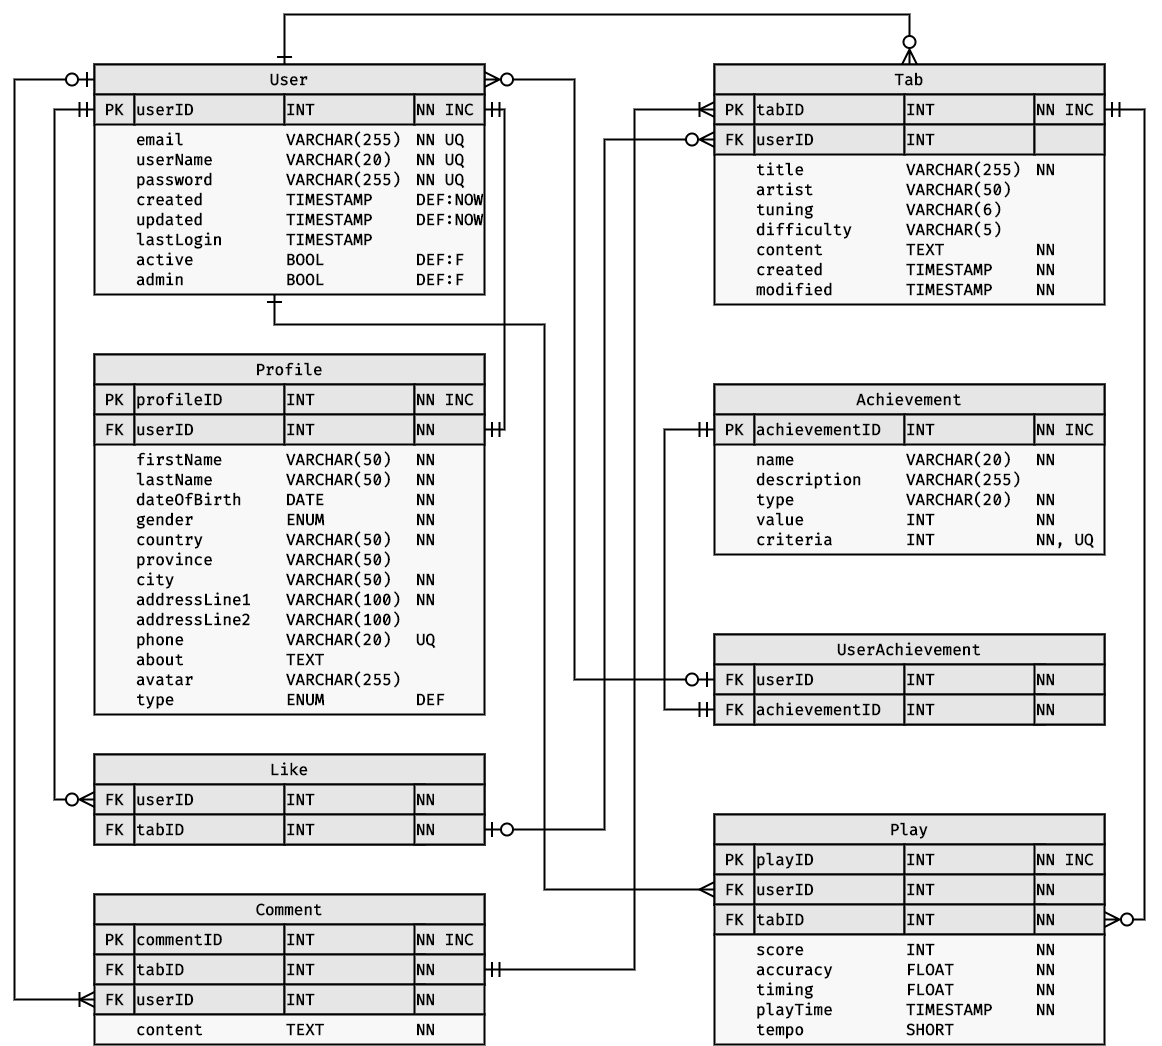 User
PK userID INT NN INC
email VARCHAR(255) NN UQ
userName VARCHAR(20) NN UQ
password VARCHAR(255) NN UQ
created TIMESTAMP DEF:NOW
updated TIMESTAMP DEF:NOW
lastLogin TIMESTAMP
active BOOL DEF:F
admin BOOL DEF:F
Profile
PK profileID INT NN INC
FK userID INT NN
firstName VARCHAR(50) NN
lastName VARCHAR(50) NN
dateOfBirth DATE NN
gender ENUM NN
country VARCHAR(50) NN
province VARCHAR(50)
city VARCHAR(50) NN
addressLine1 VARCHAR(100) NN
addressLine2 VARCHAR(100)
phone VARCHAR(20) UQ
about TEXT
avatar VARCHAR(255)
type ENUM DEF
Like
FK userID INT NN
FK tabID INT NN
Comment
PK commentID INT NN INC
FK tabID INT NN
FK userID INT NN
content TEXT NN
Tab
PK tabID INT NN INC
FK userID INT
title VARCHAR(255) NN
artist VARCHAR(50)
tuning VARCHAR(6)
difficulty VARCHAR(5)
content TEXT NN
created TIMESTAMP NN
modified TIMESTAMP NN
Achievement
PK achievementID INT NN INC
name VARCHAR(20) NN
description VARCHAR(255)
type VARCHAR(20) NN
value INT NN
criteria INT NN, UQ
UserAchievement
FK userID INT NN
FK achievementID INT NN
Play
PK playID INT NN INC
FK userID INT NN
FK tabID INT NN
score INT NN
accuracy FLOAT NN
timing FLOAT NN
playTime TIMESTAMP NN
tempo SHORT